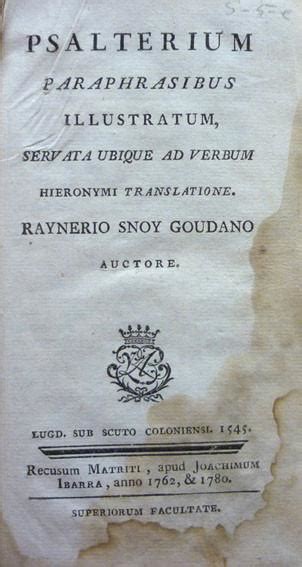 PSALTERIUM
PARAPHRASIBUS
ILLUSTRATUM,
SERVATA UBIQUE AD VERBUM
HIERONYMI TRANSLATIONE.
RAYNERIO SNOY GOUDANO
AUCTORE.
LUGD. SUB SCUTO COLONIENSI. 1545.
Recusum MATRITI, apud JOACHIMUM
IBARRA, anno 1762, & 1780.
SUPERIORUM FACULTATE.